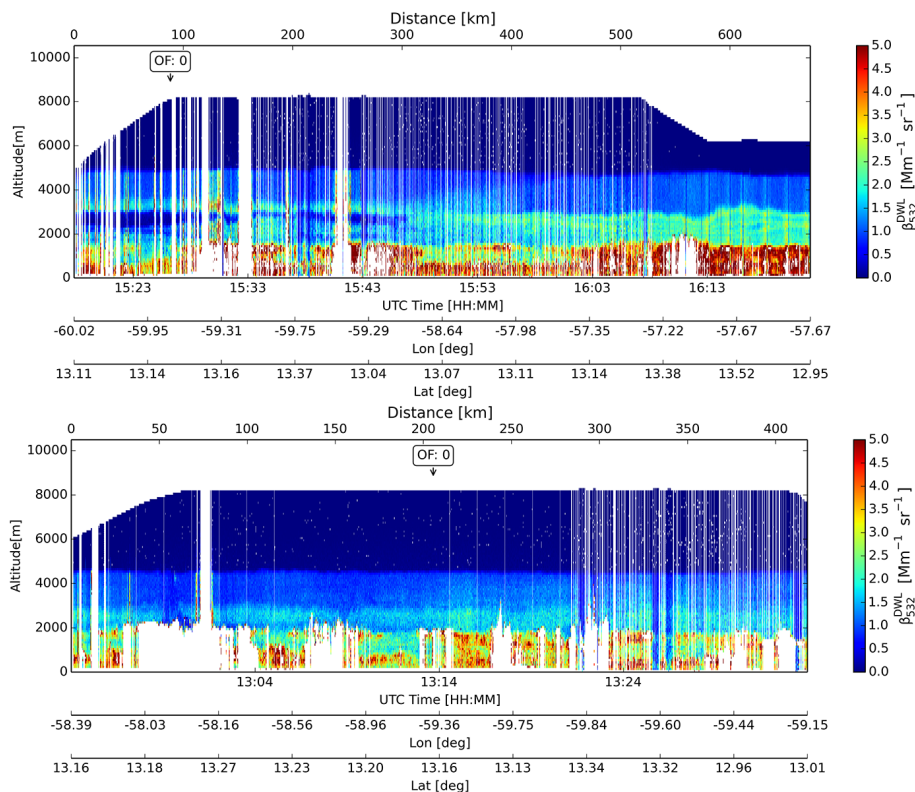 Distance [km]
0 100 200 300 400 500 600
OF: 0
10000
8000
6000
4000
2000
0
Altitude[m]
15:23 15:33 15:43 15:53 16:03 16:13
UTC Time [HH:MM]
-60.02 -59.95 -59.31 -59.75 -59.29 -58.64 -57.98 -57.35 -57.22 -57.67 -57.67
Lon [deg]
13.11 13.14 13.16 13.37 13.04 13.07 13.11 13.14 13.38 13.52 12.95
Lat [deg]
5.0
4.5
4.0
3.5
3.0
2.5
2.0
1.5
1.0
0.5
0.0
β532^DWL [Mm⁻¹ sr⁻¹]
Distance [km]
0 50 100 150 200 250 300 350 400
OF: 0
10000
8000
6000
4000
2000
0
Altitude[m]
13:04 13:14 13:24
UTC Time [HH:MM]
-58.39 -58.03 -58.16 -58.56 -58.96 -59.36 -59.75 -59.84 -59.60 -59.44 -59.15
Lon [deg]
13.16 13.18 13.27 13.23 13.20 13.16 13.13 13.34 13.32 12.96 13.01
Lat [deg]
5.0
4.5
4.0
3.5
3.0
2.5
2.0
1.5
1.0
0.5
0.0
β532^DWL [Mm⁻¹ sr⁻¹]